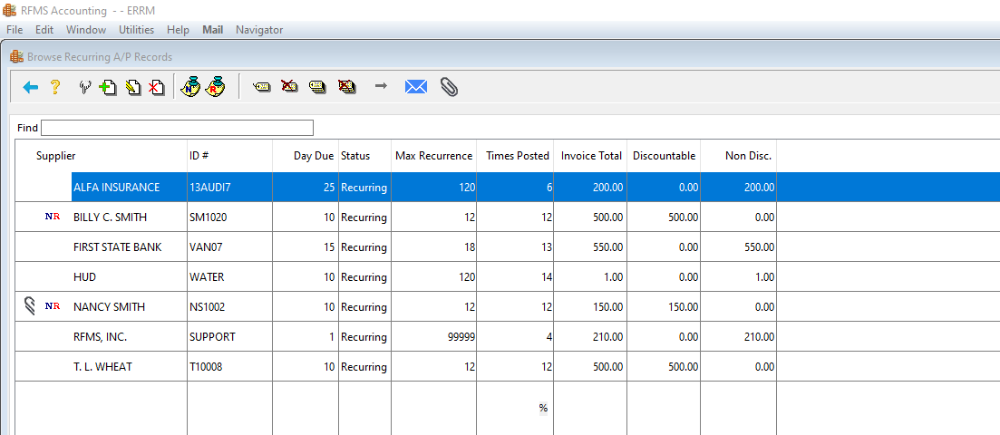 RFMS Accounting - - ERRM
File Edit Window Utilities Help Mail Navigator
Browse Recurring A/P Records
? N R
Find
Supplier ID # Day Due Status Max Recurrence Times Posted Invoice Total Discountable Non Disc.
ALFA INSURANCE 13AUDI7 25 Recurring 120 6 200.00 0.00 200.00
NR BILLY C. SMITH SM1020 10 Recurring 12 12 500.00 500.00 0.00
FIRST STATE BANK VAN07 15 Recurring 18 13 550.00 0.00 550.00
HUD WATER 10 Recurring 120 14 1.00 0.00 1.00
NR NANCY SMITH NS1002 10 Recurring 12 12 150.00 150.00 0.00
RFMS, INC. SUPPORT 1 Recurring 99999 4 210.00 0.00 210.00
T. L. WHEAT T10008 10 Recurring 12 12 500.00 500.00 0.00
%